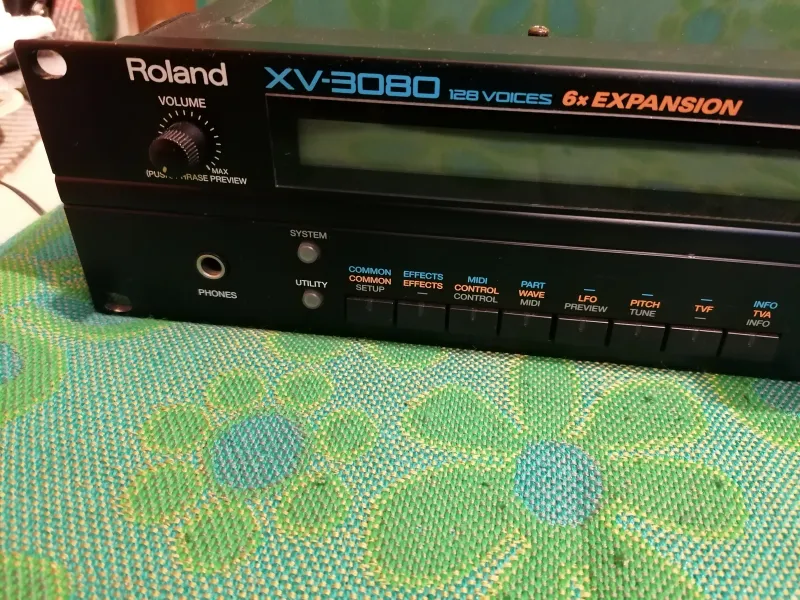 Roland
XV-3080 128 VOICES 6x EXPANSION
VOLUME
MAX
PHRASE PREVIEW
SYSTEM
UTILITY
PHONES
COMMON EFFECTS MIDI PART — — — INFO
COMMON EFFECTS CONTROL WAVE LFO PITCH TVF TVA
SETUP — CONTROL MIDI PREVIEW TUNE — INFO